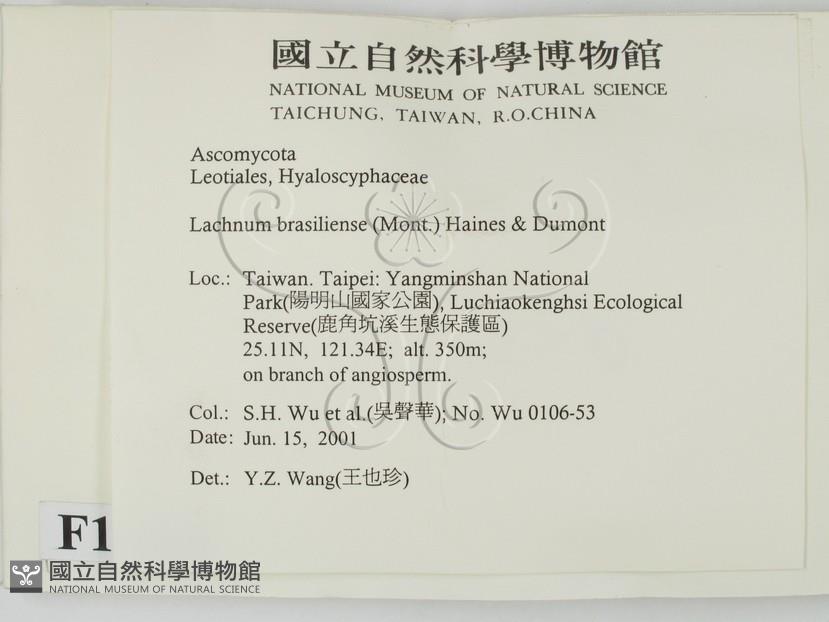 國立自然科學博物館
NATIONAL MUSEUM OF NATURAL SCIENCE
TAICHUNG, TAIWAN, R.O.CHINA
Ascomycota
Leotiales, Hyaloscyphaceae
Lachnum brasiliense (Mont.) Haines & Dumont
Loc.: Taiwan. Taipei: Yangminshan National
Park(陽明山國家公園), Luchiaokenghsi Ecological
Reserve(鹿角坑溪生態保護區)
25.11N, 121.34E; alt. 350m;
on branch of angiosperm.
Col.: S.H. Wu et al.(吳聲華); No. Wu 0106-53
Date: Jun. 15, 2001
Det.: Y.Z. Wang(王也珍)
F1
國立自然科學博物館
NATIONAL MUSEUM OF NATURAL SCIENCE